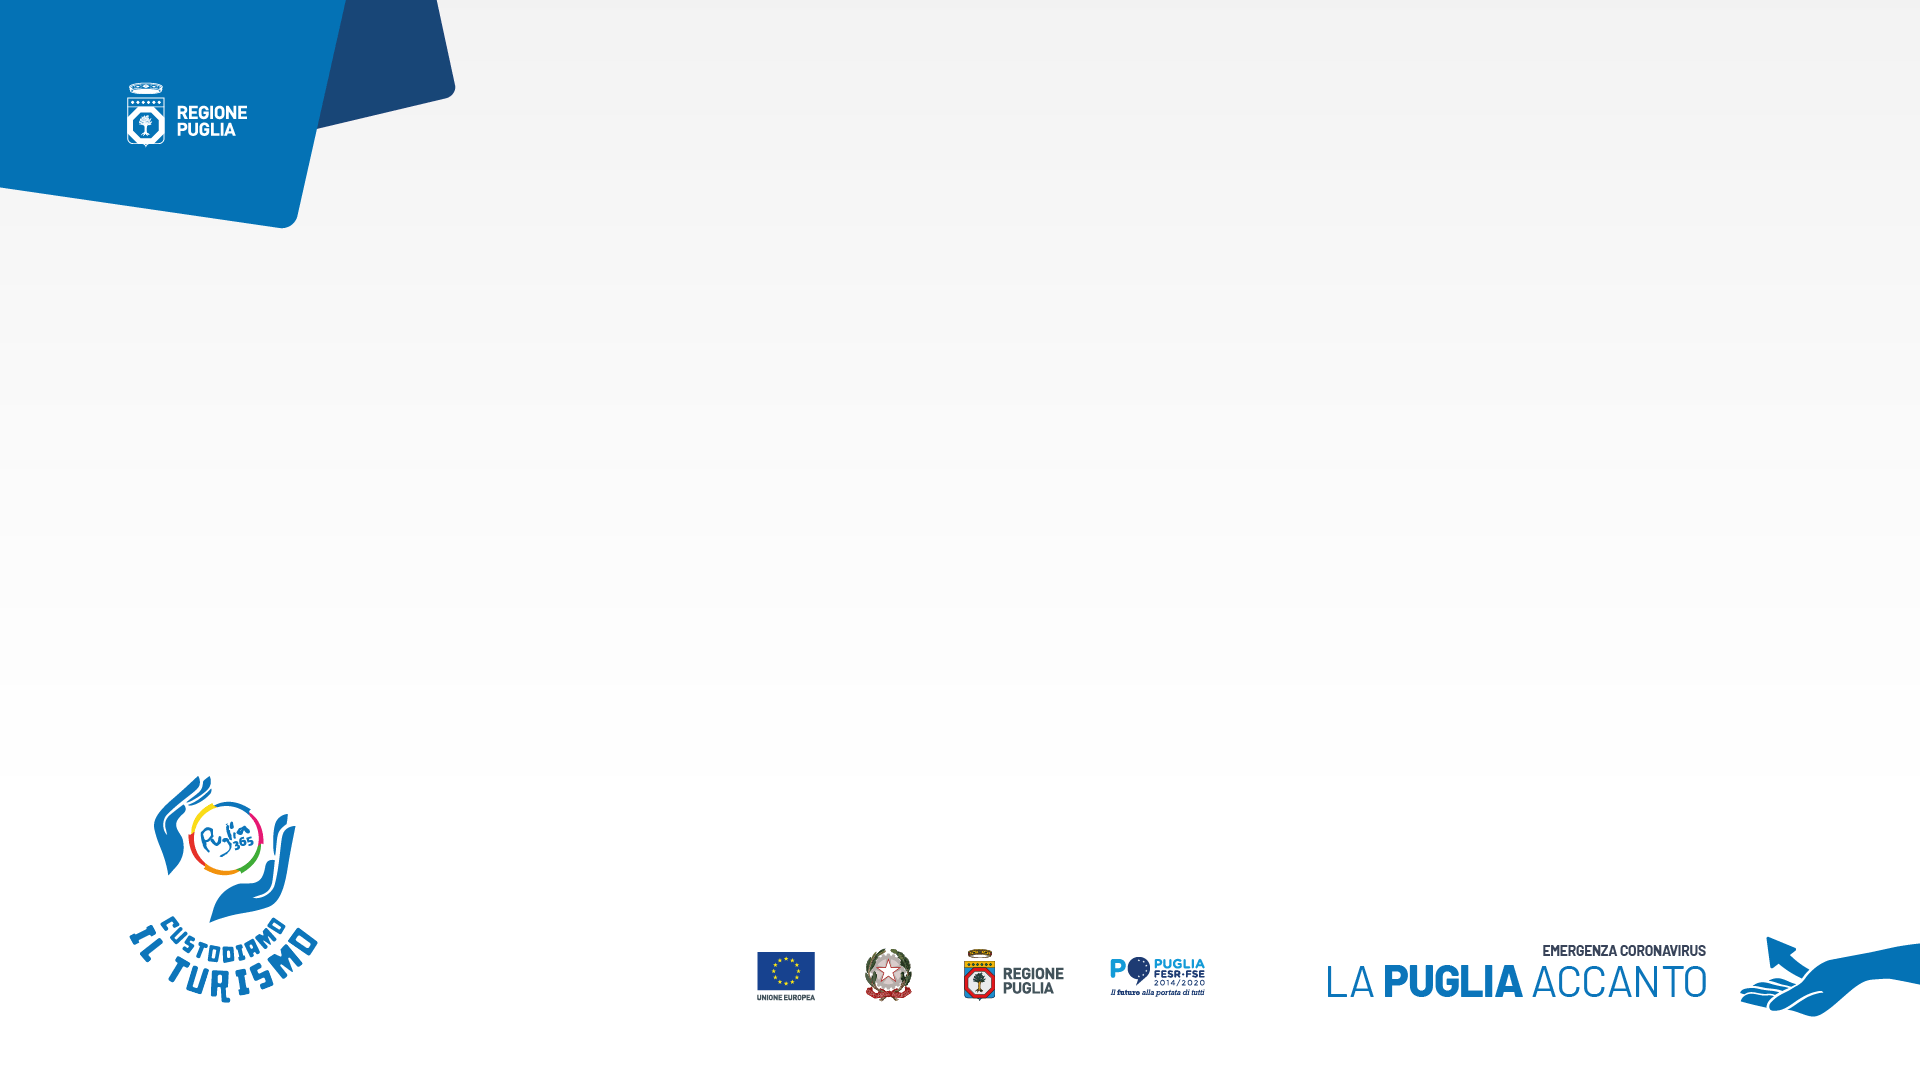 REGIONE
PUGLIA
Puglia
365
CUSTODIAMO
IL TURISMO
UNIONE EUROPEA
REGIONE
PUGLIA
PO PUGLIA
FESR•FSE
2014/2020
Il futuro alla portata di tutti
EMERGENZA CORONAVIRUS
LA PUGLIA ACCANTO